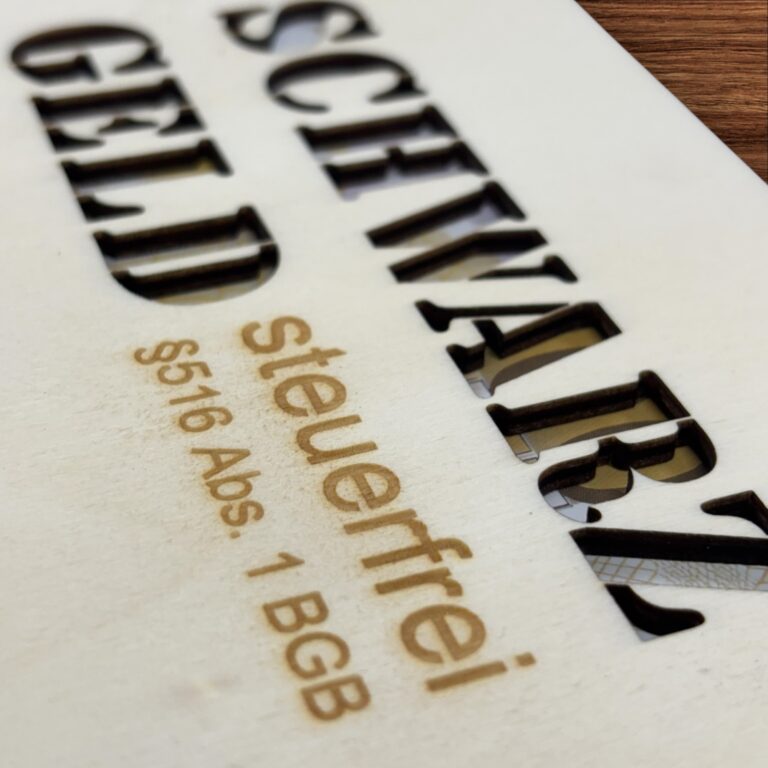 SCHWARZ
GELD
steuerfrei
§516 Abs. 1 BGB